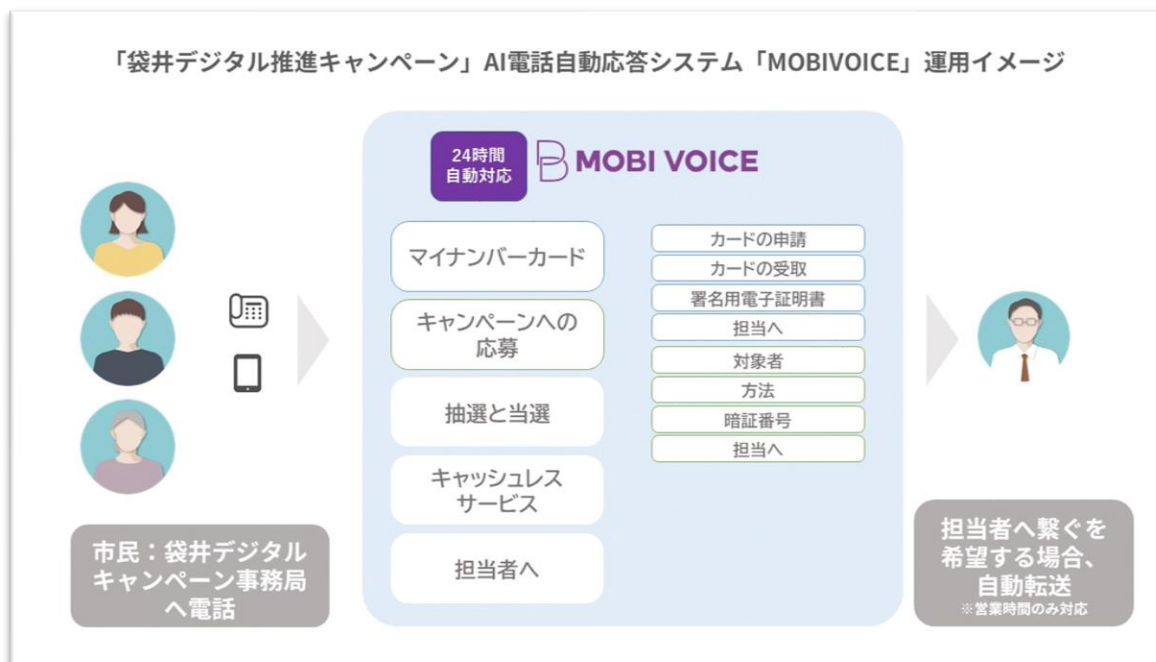 「袋井デジタル推進キャンペーン」AI電話自動応答システム「MOBIVOICE」運用イメージ
24時間
自動対応
MOBI VOICE
マイナンバーカード
キャンペーンへの
応募
抽選と当選
キャッシュレス
サービス
担当者へ
カードの申請
カードの受取
署名用電子証明書
担当へ
対象者
方法
暗証番号
担当へ
市民：袋井デジタル
キャンペーン事務局
へ電話
担当者へ繋ぐを
希望する場合、
自動転送
※営業時間のみ対応